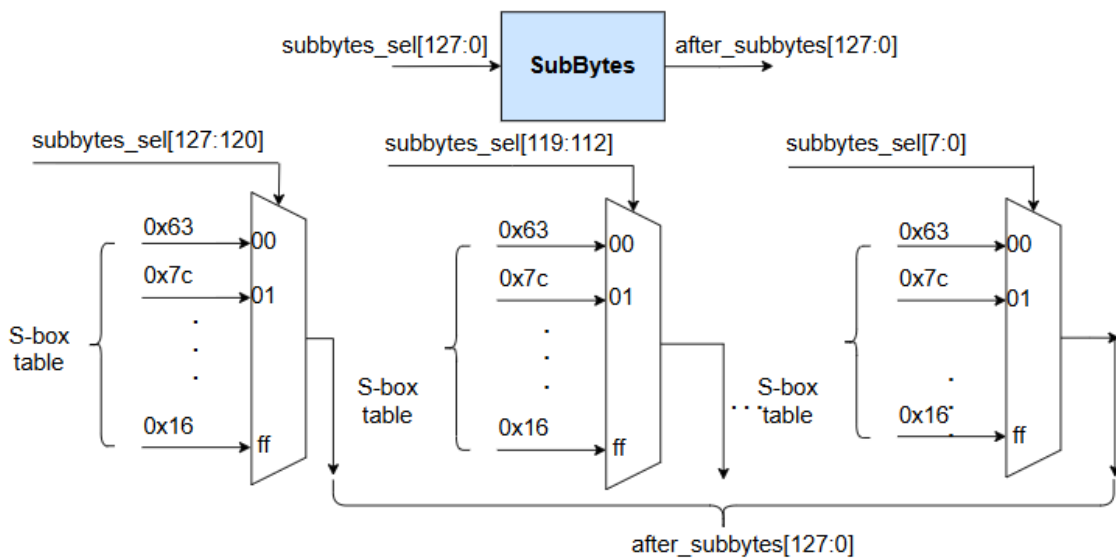 subbytes_sel[127:0]
SubBytes
after_subbytes[127:0]
subbytes_sel[127:120]
subbytes_sel[119:112]
subbytes_sel[7:0]
0x63
00
0x7c
01
.
.
.
S-box
table
0x16
ff
0x63
00
0x7c
01
.
.
.
S-box
table
0x16
ff
...
0x63
00
0x7c
01
.
.
.
S-box
table
0x16
ff
after_subbytes[127:0]